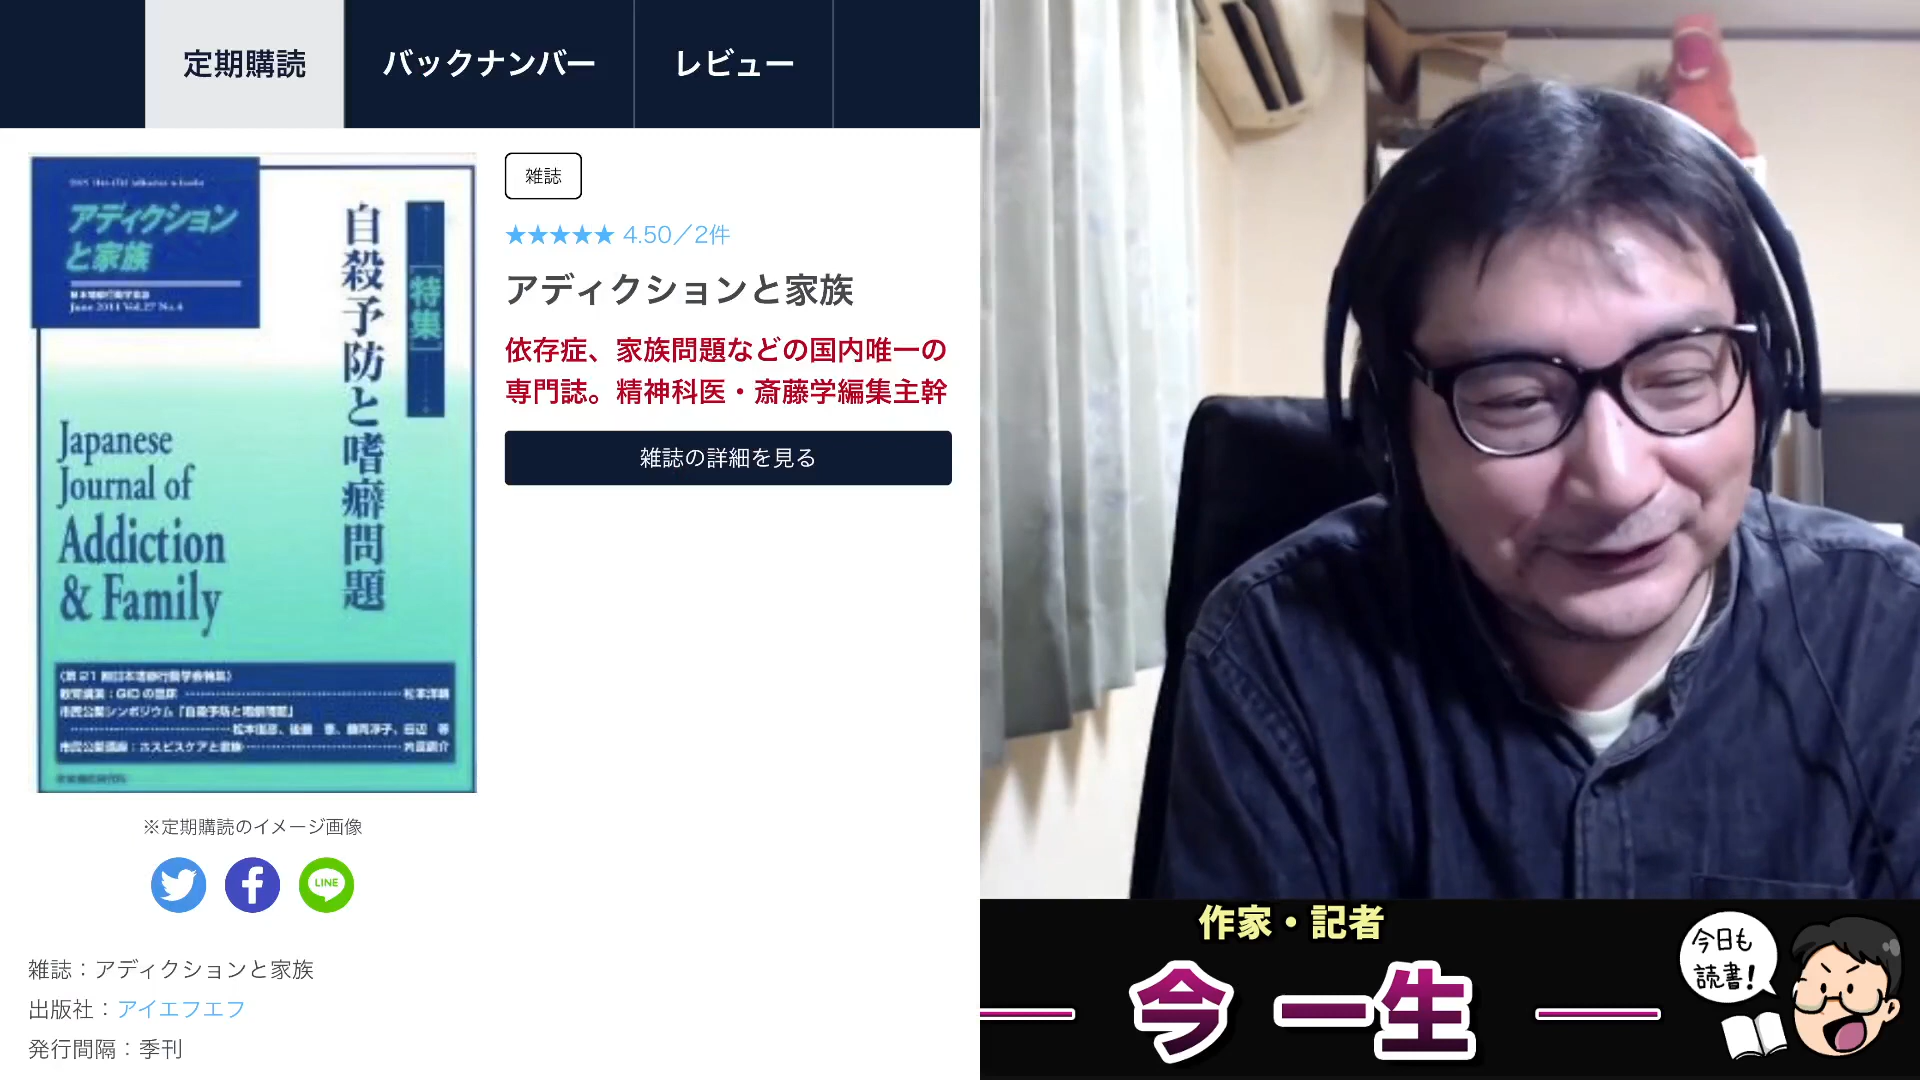 定期購読
バックナンバー
レビュー
アディクション
と家族
June 2011 Vol.27 No.4
[特集]
自殺予防と嗜癖問題
Japanese
Journal of
Addiction
& Family
※定期購読のイメージ画像
LINE
雑誌
★★★★★ 4.50／2件
アディクションと家族
依存症、家族問題などの国内唯一の
専門誌。精神科医・斎藤学編集主幹
雑誌の詳細を見る
雑誌：アディクションと家族
出版社：アイエフエフ
発行間隔：季刊
作家・記者
今 一生
今日も
読書!